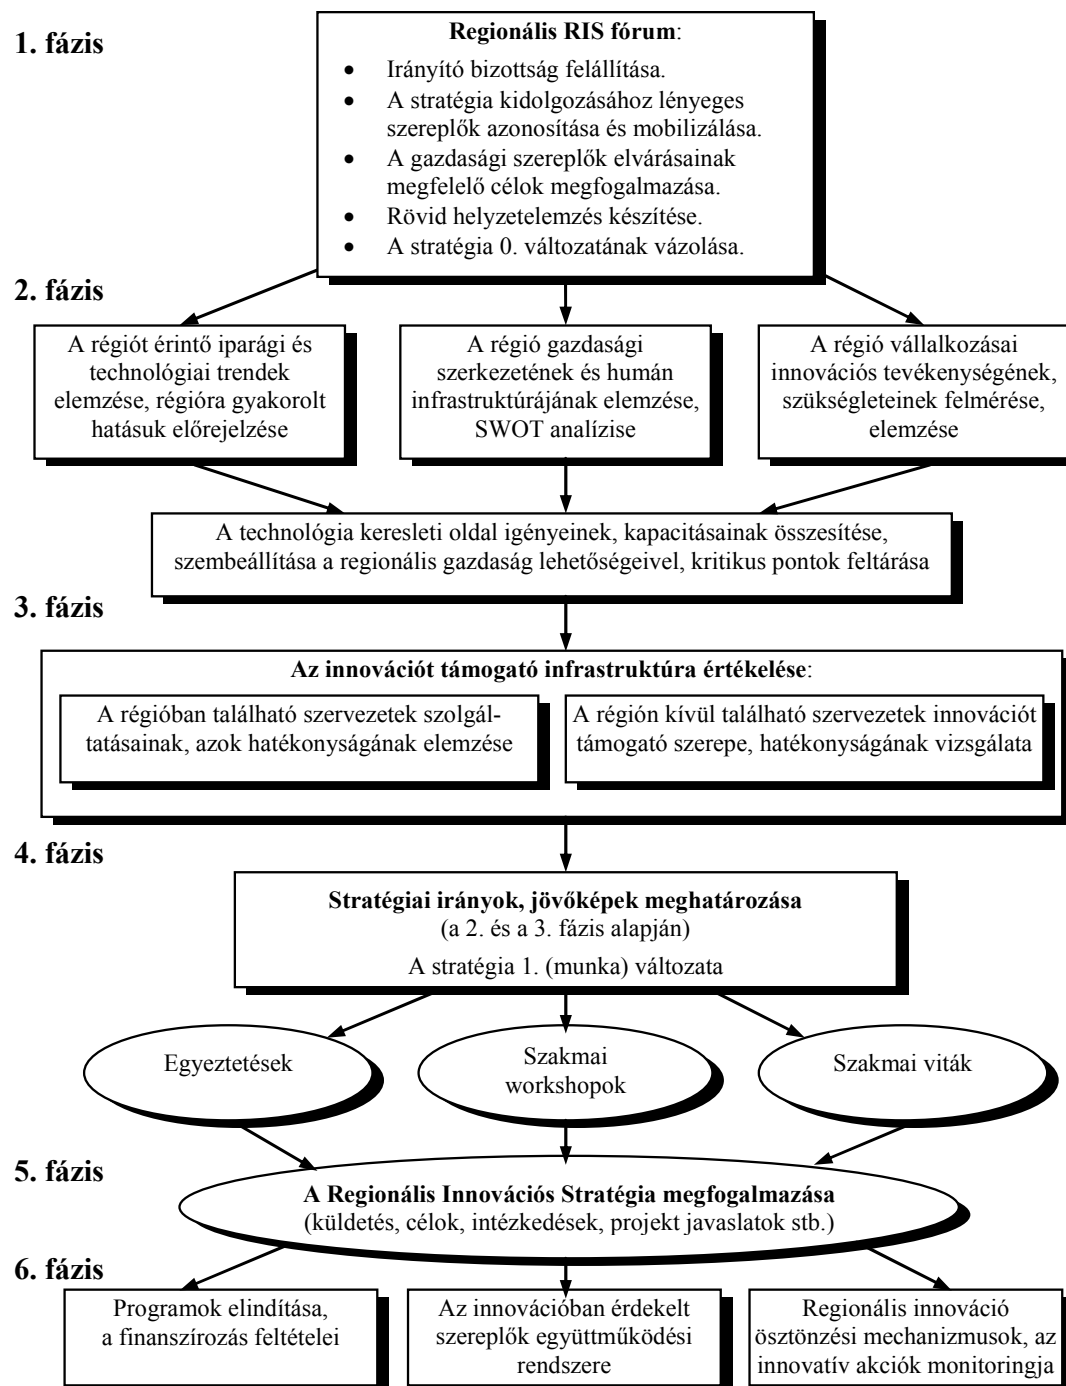 1. fázis
Regionális RIS fórum:
• Irányító bizottság felállítása.
• A stratégia kidolgozásához lényeges
szereplők azonosítása és mobilizálása.
• A gazdasági szereplők elvárásainak
megfelelő célok megfogalmazása.
• Rövid helyzetelemzés készítése.
• A stratégia 0. változatának vázolása.
2. fázis
A régiót érintő iparági és
technológiai trendek
elemzése, régióra gyakorolt
hatásuk előrejelzése
A régió gazdasági
szerkezetének és humán
infrastruktúrájának elemzése,
SWOT analízise
A régió vállalkozásai
innovációs tevékenységének,
szükségleteinek felmérése,
elemzése
A technológia keresleti oldal igényeinek, kapacitásainak összesítése,
szembeállítása a regionális gazdaság lehetőségeivel, kritikus pontok feltárása
3. fázis
Az innovációt támogató infrastruktúra értékelése:
A régióban található szervezetek szolgál-
tatásainak, azok hatékonyságának elemzése
A régión kívül található szervezetek innovációt
támogató szerepe, hatékonyságának vizsgálata
4. fázis
Stratégiai irányok, jövőképek meghatározása
(a 2. és a 3. fázis alapján)
A stratégia 1. (munka) változata
Egyeztetések
Szakmai
workshopok
Szakmai viták
5. fázis
A Regionális Innovációs Stratégia megfogalmazása
(küldetés, célok, intézkedések, projekt javaslatok stb.)
6. fázis
Programok elindítása,
a finanszírozás feltételei
Az innovációban érdekelt
szereplők együttműködési
rendszere
Regionális innováció
ösztönzési mechanizmusok, az
innovatív akciók monitoringja